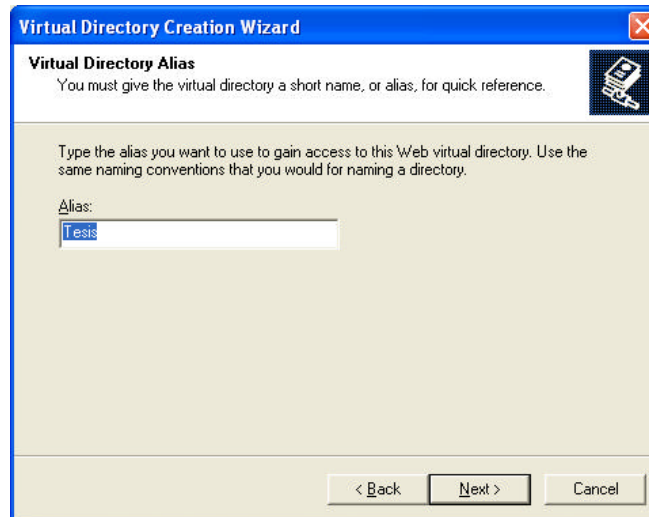 Virtual Directory Creation Wizard
Virtual Directory Alias
You must give the virtual directory a short name, or alias, for quick reference.
Type the alias you want to use to gain access to this Web virtual directory. Use the
same naming conventions that you would for naming a directory.
Alias:
Tesis
< Back Next > Cancel